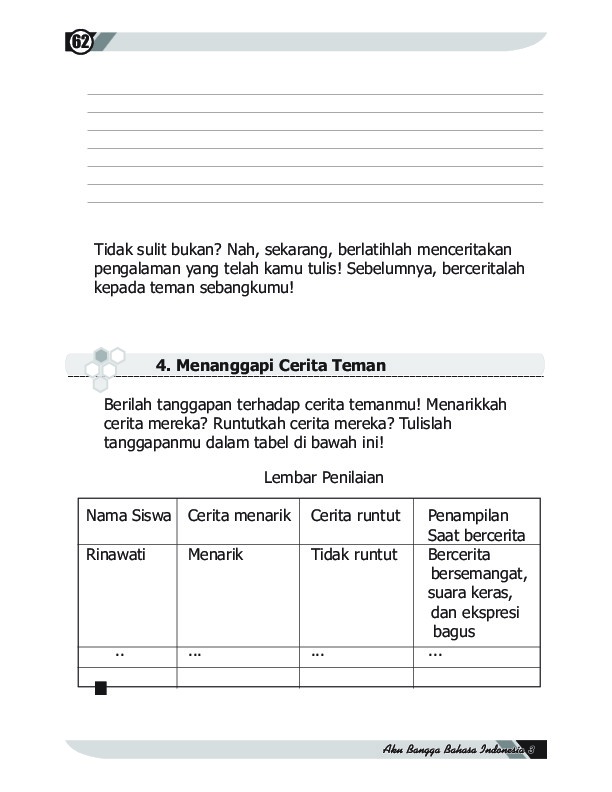 62
Tidak sulit bukan? Nah, sekarang, berlatihlah menceritakan
pengalaman yang telah kamu tulis! Sebelumnya, berceritalah
kepada teman sebangkumu!
4. Menanggapi Cerita Teman
Berilah tanggapan terhadap cerita temanmu! Menarikkah
cerita mereka? Runtutkah cerita mereka? Tulislah
tanggapanmu dalam tabel di bawah ini!
Lembar Penilaian
Nama Siswa Cerita menarik Cerita runtut Penampilan
Saat bercerita
Rinawati Menarik Tidak runtut Bercerita
bersemangat,
suara keras,
dan ekspresi
bagus
.. ... ... ...
Aku Bangga Bahasa Indonesia 3